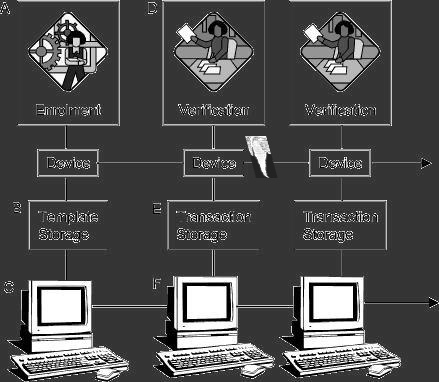 A
D
Enrolment
Verification
Verification
Device
Device
Device
B
Template
Storage
E
Transaction
Storage
Transaction
Storage
C
F